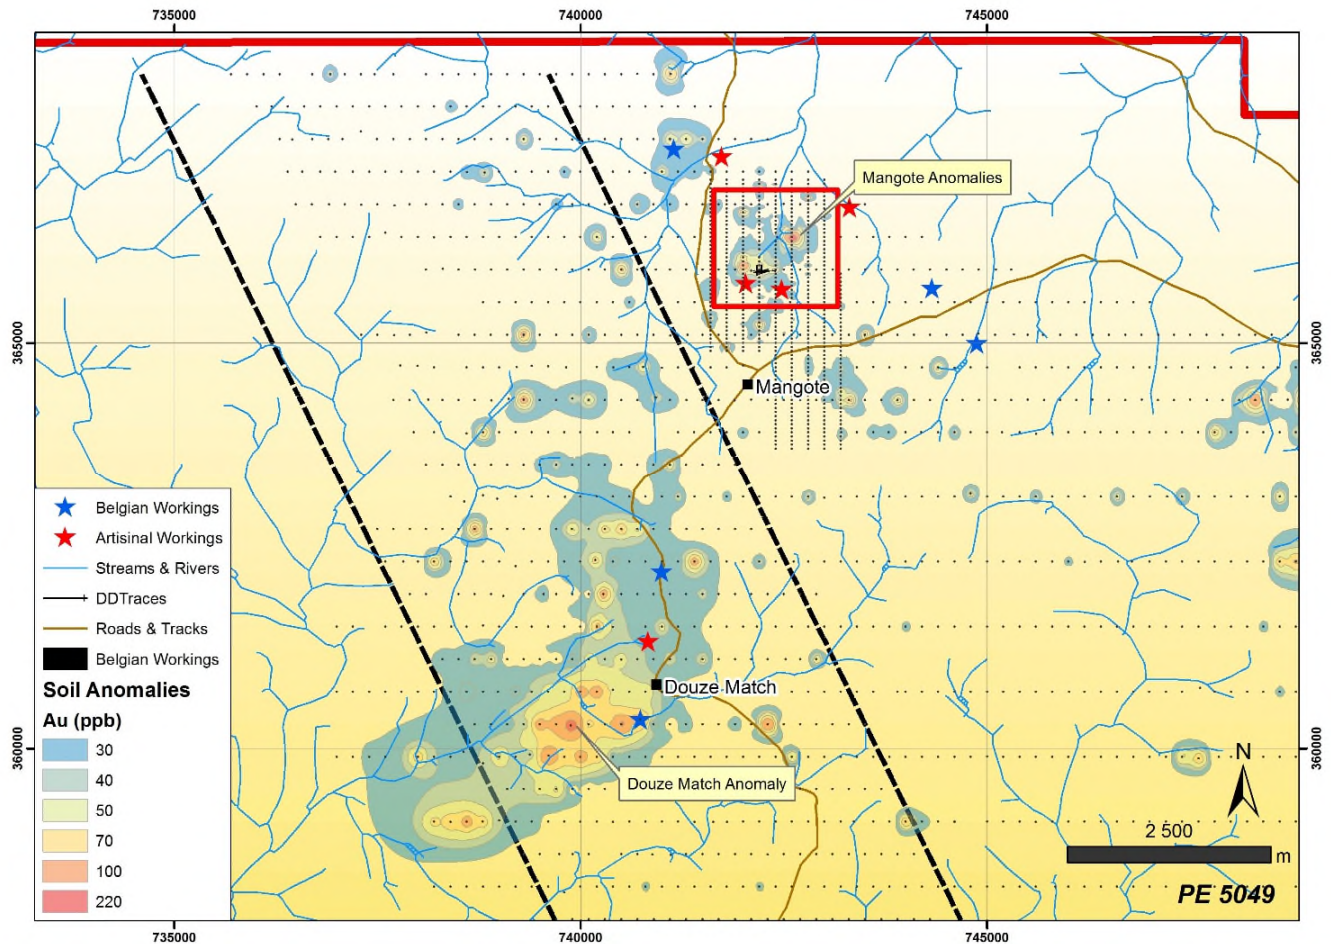 735000 740000 745000
Mangote Anomalies
365000 365000
Mangote
Belgian Workings
Artisinal Workings
Streams & Rivers
DDTraces
Roads & Tracks
Belgian Workings
Soil Anomalies
Au (ppb)
30
40
50
70
100
220
Douze Match
360000 360000
Douze Match Anomaly
N
2 500
m
PE 5049
735000 740000 745000